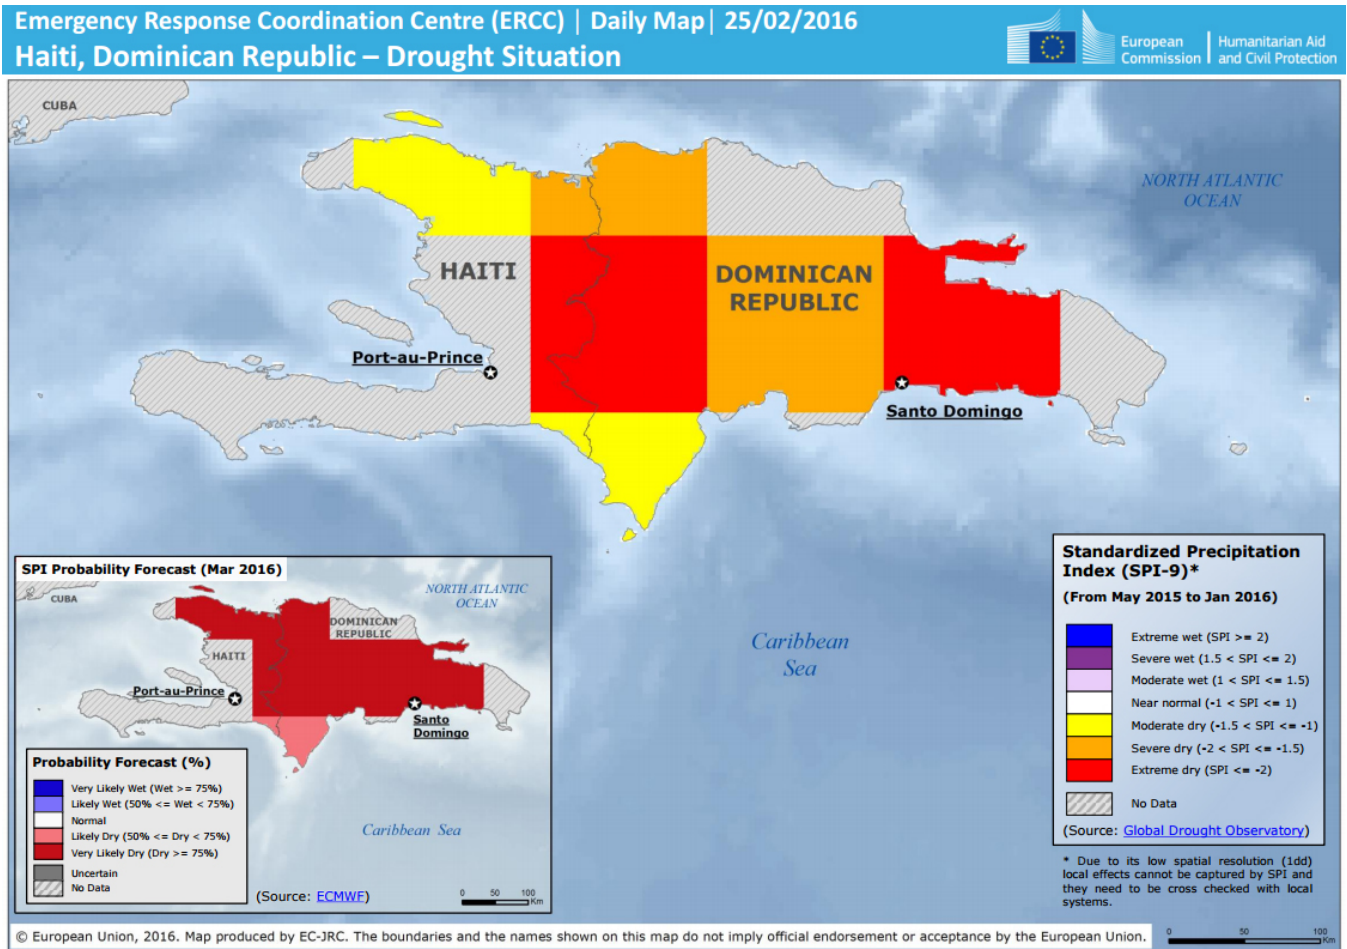 Emergency Response Coordination Centre (ERCC) | Daily Map| 25/02/2016
Haiti, Dominican Republic – Drought Situation
European
Commission
Humanitarian Aid
and Civil Protection
CUBA
NORTH ATLANTIC
OCEAN
HAITI
DOMINICAN
REPUBLIC
Port-au-Prince
Santo Domingo
Caribbean
Sea
SPI Probability Forecast (Mar 2016)
CUBA
NORTH ATLANTIC
OCEAN
DOMINICAN
REPUBLIC
HAITI
Port-au-Prince
Santo
Domingo
Caribbean Sea
Probability Forecast (%)
Very Likely Wet (Wet >= 75%)
Likely Wet (50% <= Wet < 75%)
Normal
Likely Dry (50% <= Dry < 75%)
Very Likely Dry (Dry >= 75%)
Uncertain
No Data
(Source: ECMWF)
0 50 100
Km
Standardized Precipitation
Index (SPI-9)*
(From May 2015 to Jan 2016)
Extreme wet (SPI >= 2)
Severe wet (1.5 < SPI <= 2)
Moderate wet (1 < SPI <= 1.5)
Near normal (-1 < SPI <= 1)
Moderate dry (-1.5 < SPI <= -1)
Severe dry (-2 < SPI <= -1.5)
Extreme dry (SPI <= -2)
No Data
(Source: Global Drought Observatory)
* Due to its low spatial resolution (1dd)
local effects cannot be captured by SPI and
they need to be cross checked with local
systems.
© European Union, 2016. Map produced by EC-JRC. The boundaries and the names shown on this map do not imply official endorsement or acceptance by the European Union.
0 50 100
Km